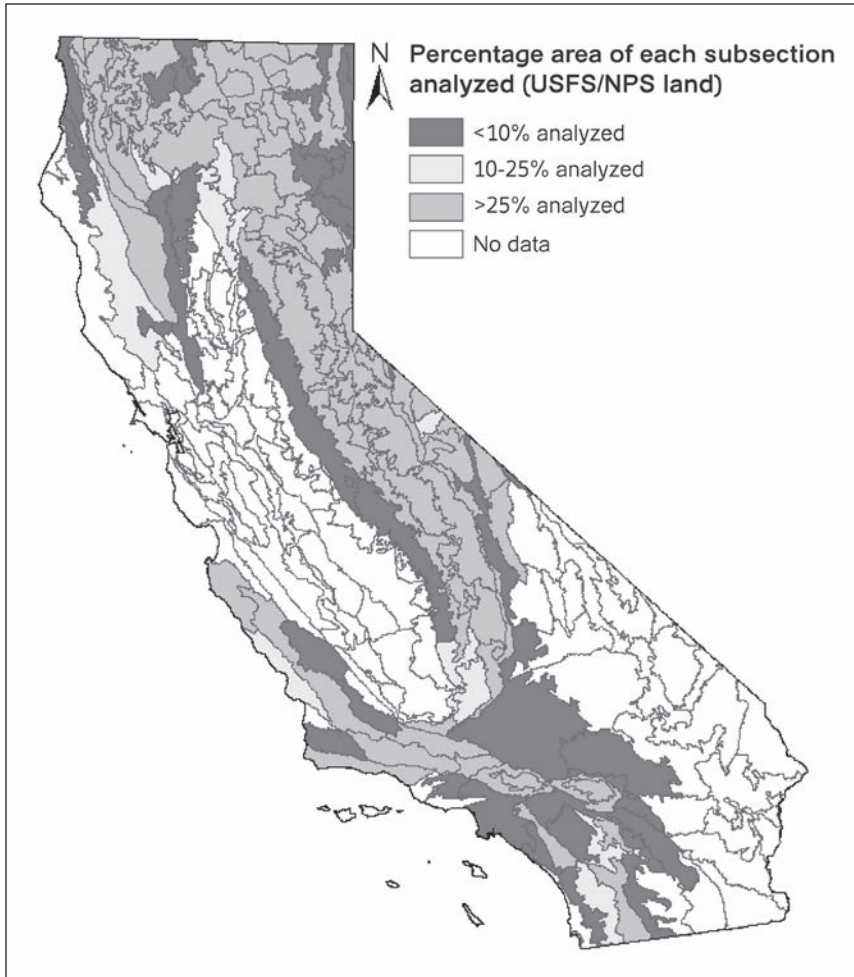 N
Percentage area of each subsection
analyzed (USFS/NPS land)
<10% analyzed
10-25% analyzed
>25% analyzed
No data